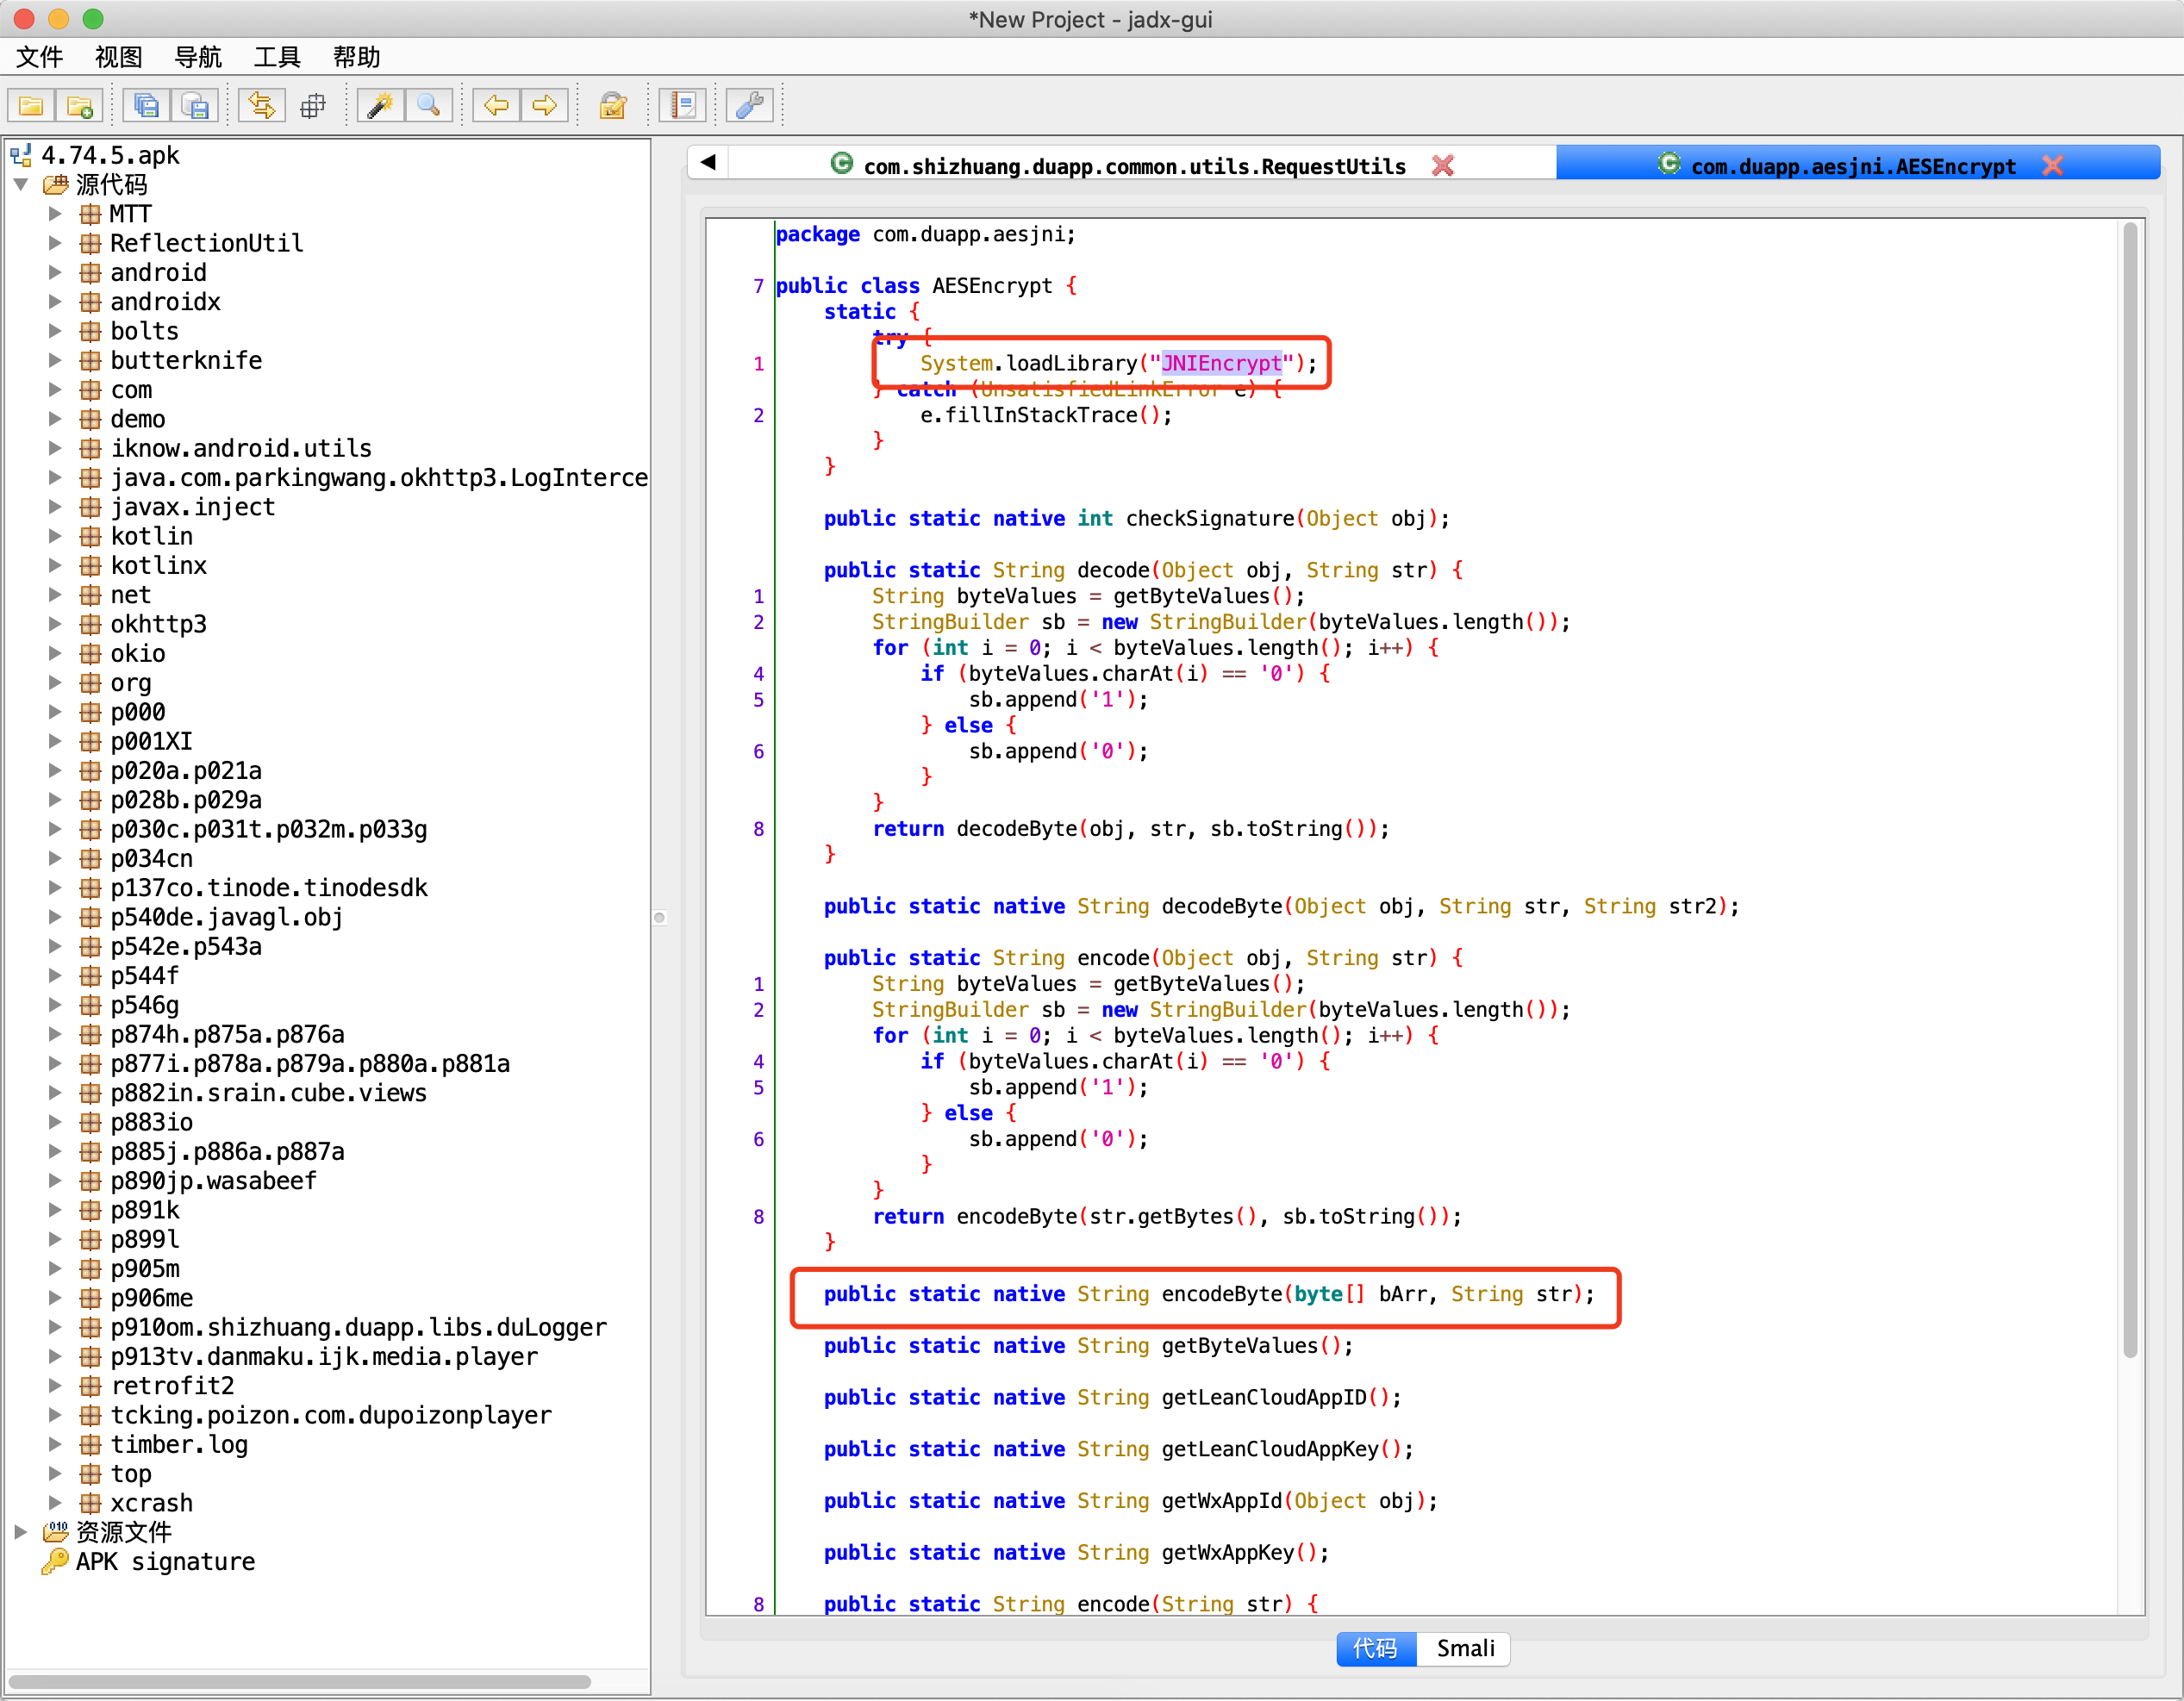 *New Project - jadx-gui
文件 视图 导航 工具 帮助
4.74.5.apk
源代码
MTT
ReflectionUtil
android
androidx
bolts
butterknife
com
demo
iknow.android.utils
java.com.parkingwang.okhttp3.LogInterce
javax.inject
kotlin
kotlinx
net
okhttp3
okio
org
p000
p001XI
p020a.p021a
p028b.p029a
p030c.p031t.p032m.p033g
p034cn
p137co.tinode.tinodesdk
p540de.javagl.obj
p542e.p543a
p544f
p546g
p874h.p875a.p876a
p877i.p878a.p879a.p880a.p881a
p882in.srain.cube.views
p883io
p885j.p886a.p887a
p890jp.wasabeef
p891k
p899l
p905m
p906me
p910om.shizhuang.duapp.libs.duLogger
p913tv.danmaku.ijk.media.player
retrofit2
tcking.poizon.com.dupoizonplayer
timber.log
top
xcrash
资源文件
APK signature
com.shizhuang.duapp.common.utils.RequestUtils
com.duapp.aesjni.AESEncrypt
package com.duapp.aesjni;
7 public class AESEncrypt {
static {
try {
1 System.loadLibrary("JNIEncrypt");
} catch (UnsatisfiedLinkError e) {
2 e.fillInStackTrace();
}
}
public static native int checkSignature(Object obj);
public static String decode(Object obj, String str) {
1 String byteValues = getByteValues();
2 StringBuilder sb = new StringBuilder(byteValues.length());
for (int i = 0; i < byteValues.length(); i++) {
4 if (byteValues.charAt(i) == '0') {
5 sb.append('1');
} else {
6 sb.append('0');
}
}
8 return decodeByte(obj, str, sb.toString());
}
public static native String decodeByte(Object obj, String str, String str2);
public static String encode(Object obj, String str) {
1 String byteValues = getByteValues();
2 StringBuilder sb = new StringBuilder(byteValues.length());
for (int i = 0; i < byteValues.length(); i++) {
4 if (byteValues.charAt(i) == '0') {
5 sb.append('1');
} else {
6 sb.append('0');
}
}
8 return encodeByte(str.getBytes(), sb.toString());
}
public static native String encodeByte(byte[] bArr, String str);
public static native String getByteValues();
public static native String getLeanCloudAppID();
public static native String getLeanCloudAppKey();
public static native String getWxAppId(Object obj);
public static native String getWxAppKey();
8 public static String encode(String str) {
代码 Smali